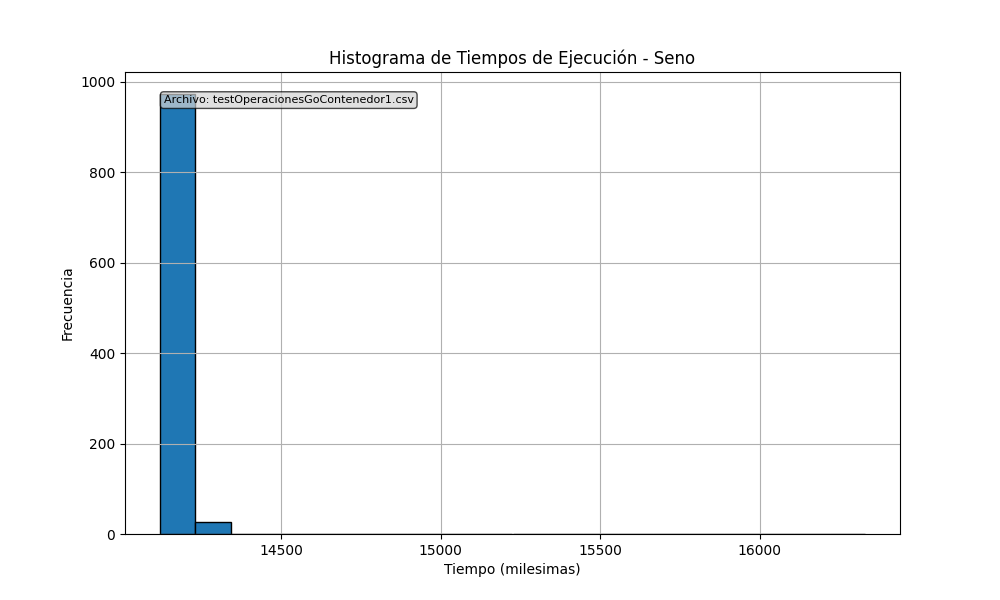 Histograma de Tiempos de Ejecución - Seno
1000
Archivo: testOperacionesGoContenedor1.csv
800
600
Frecuencia
400
200
0
14500 15000 15500 16000
Tiempo (milesimas)